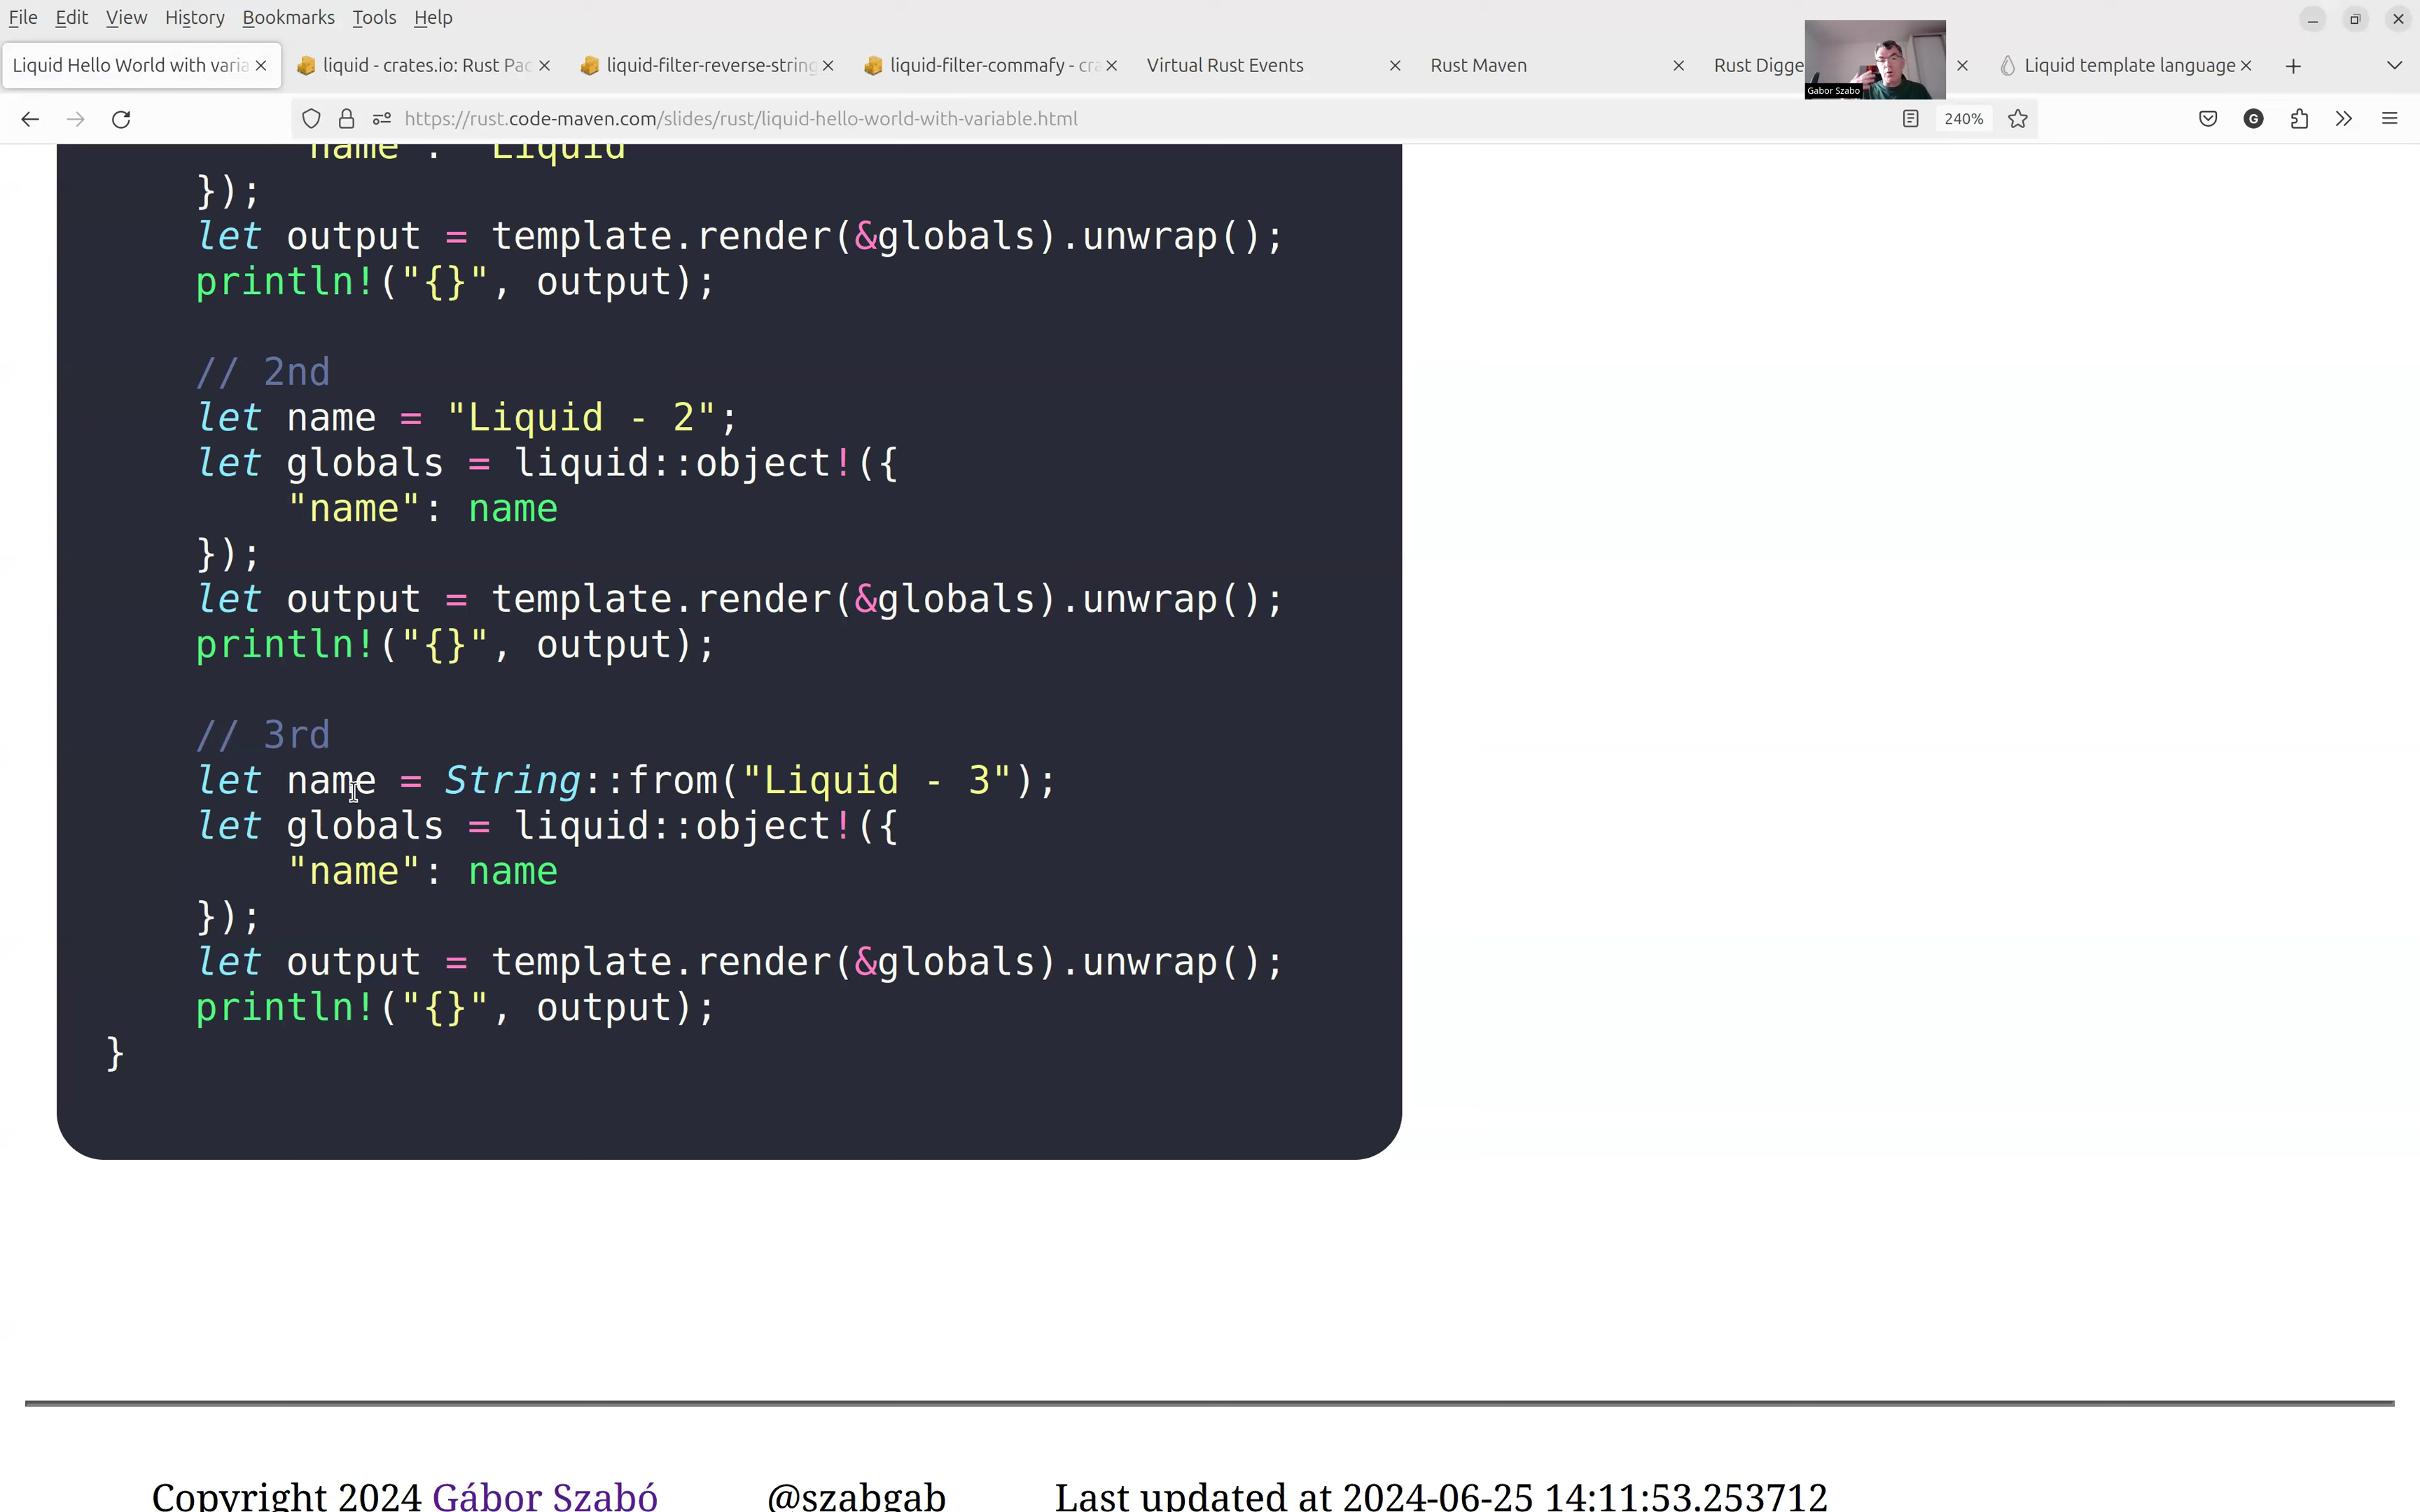 File Edit View History Bookmarks Tools Help
Liquid Hello World with varia liquid - crates.io: Rust Pac liquid-filter-reverse-string liquid-filter-commafy - cra Virtual Rust Events Rust Maven Rust Digge Liquid template language
Gabor Szabo
https://rust.code-maven.com/slides/rust/liquid-hello-world-with-variable.html 240% G
"name": "Liquid"
});
let output = template.render(&globals).unwrap();
println!("{}", output);
// 2nd
let name = "Liquid - 2";
let globals = liquid::object!({
"name": name
});
let output = template.render(&globals).unwrap();
println!("{}", output);
// 3rd
let name = String::from("Liquid - 3");
let globals = liquid::object!({
"name": name
});
let output = template.render(&globals).unwrap();
println!("{}", output);
}
Copyright 2024 Gábor Szabó @szabgab Last updated at 2024-06-25 14:11:53.253712